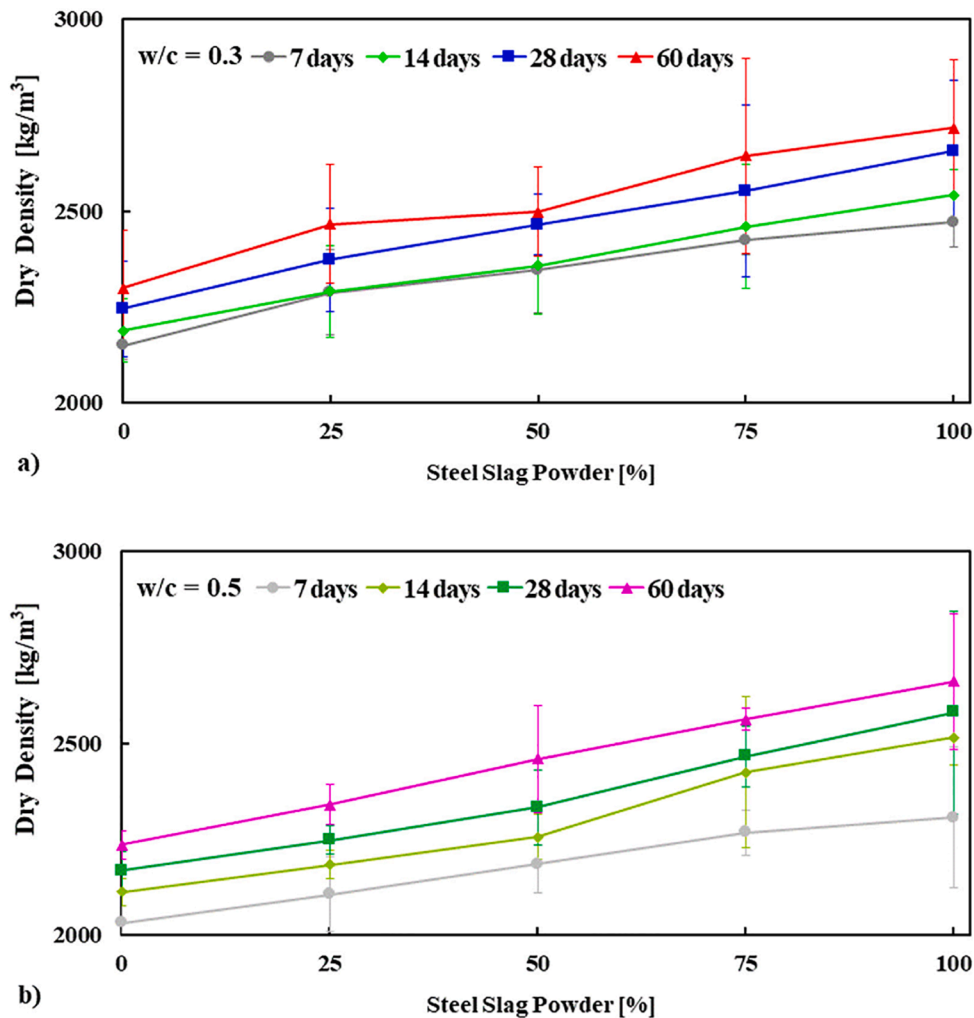 3000
w/c = 0.3 7 days 14 days 28 days 60 days
Dry Density [kg/m³]
2500
2000
0 25 50 75 100
Steel Slag Powder [%]
a)
3000
w/c = 0.5 7 days 14 days 28 days 60 days
Dry Density [kg/m³]
2500
2000
0 25 50 75 100
Steel Slag Powder [%]
b)